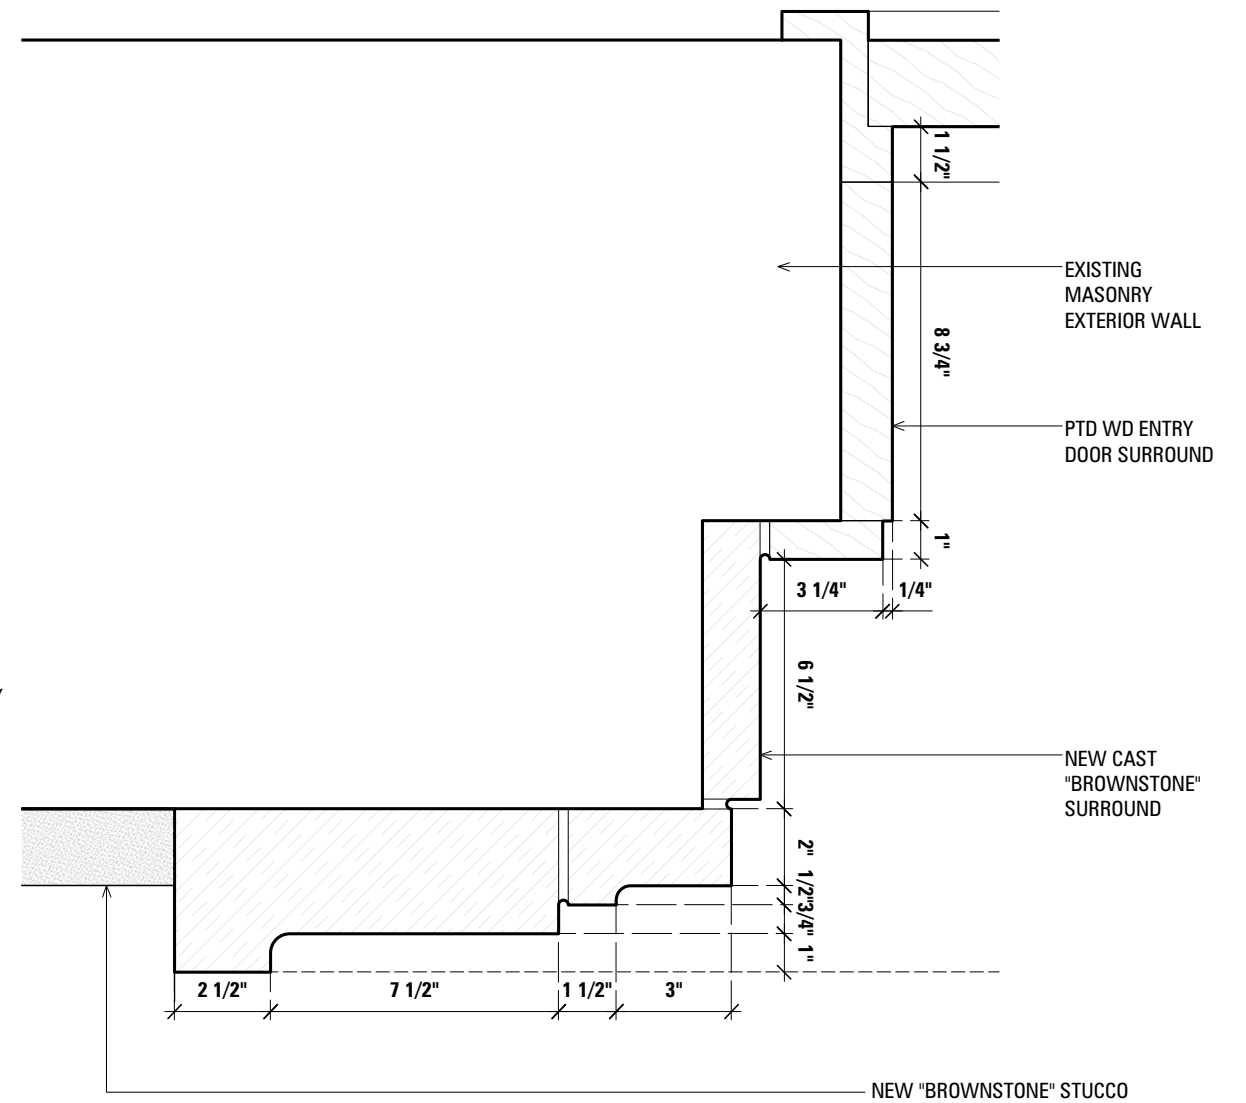 1 1/2"
EXISTING
MASONRY
EXTERIOR WALL
8 3/4"
PTD WD ENTRY
DOOR SURROUND
1"
3 1/4"
1/4"
6 1/2"
NEW CAST
"BROWNSTONE"
SURROUND
2"
1/2"
3/4"
1"
2 1/2"
7 1/2"
1 1/2"
3"
NEW "BROWNSTONE" STUCCO